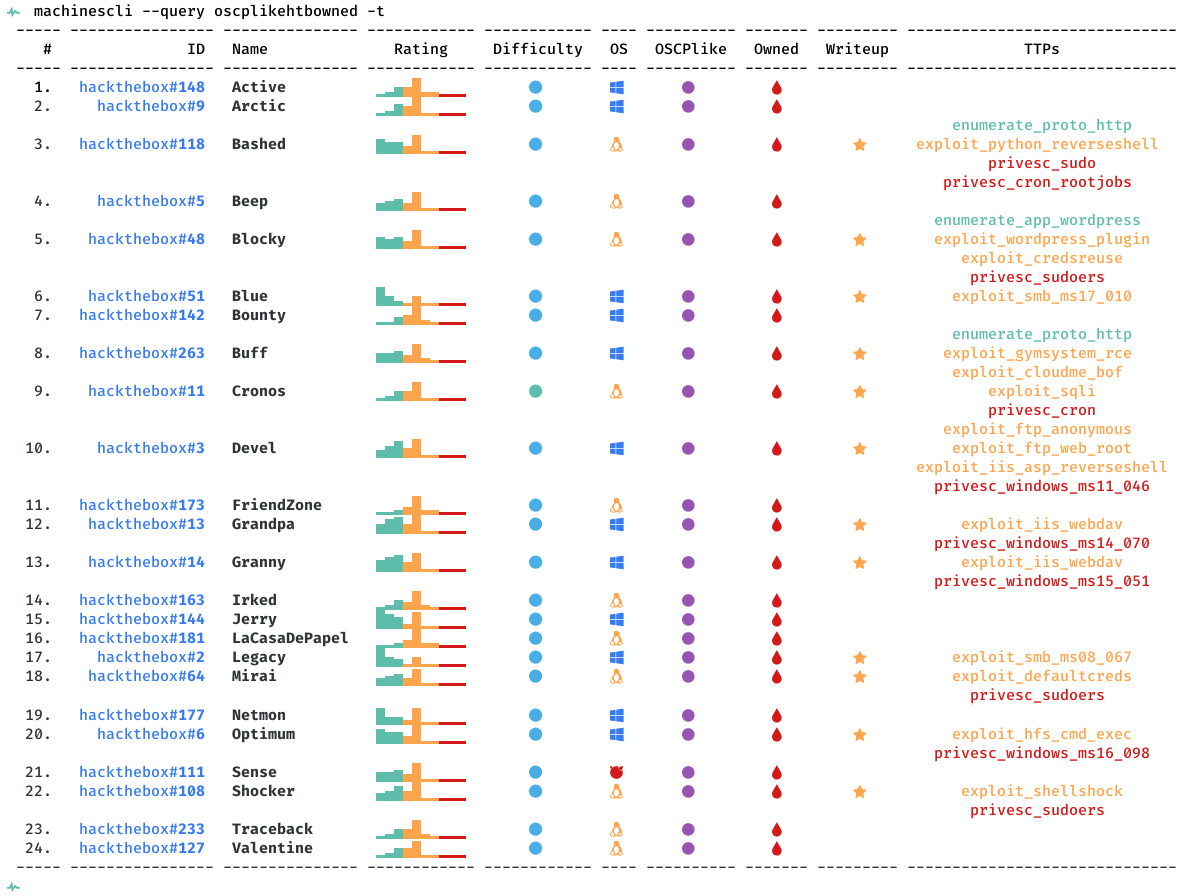 machinescli --query oscplikehtbowned -t
# ID Name Rating Difficulty OS OSCPlike Owned Writeup TTPs
1. hackthebox#148 Active
2. hackthebox#9 Arctic
enumerate_proto_http
3. hackthebox#118 Bashed exploit_python_reverseshell
privesc_sudo
privesc_cron_rootjobs
4. hackthebox#5 Beep
enumerate_app_wordpress
5. hackthebox#48 Blocky exploit_wordpress_plugin
exploit_credsreuse
privesc_sudoers
6. hackthebox#51 Blue exploit_smb_ms17_010
7. hackthebox#142 Bounty
enumerate_proto_http
8. hackthebox#263 Buff exploit_gymsystem_rce
exploit_cloudme_bof
9. hackthebox#11 Cronos exploit_sqli
privesc_cron
exploit_ftp_anonymous
10. hackthebox#3 Devel exploit_ftp_web_root
exploit_iis_asp_reverseshell
privesc_windows_ms11_046
11. hackthebox#173 FriendZone
12. hackthebox#13 Grandpa exploit_iis_webdav
privesc_windows_ms14_070
13. hackthebox#14 Granny exploit_iis_webdav
privesc_windows_ms15_051
14. hackthebox#163 Irked
15. hackthebox#144 Jerry
16. hackthebox#181 LaCasaDePapel
17. hackthebox#2 Legacy exploit_smb_ms08_067
18. hackthebox#64 Mirai exploit_defaultcreds
privesc_sudoers
19. hackthebox#177 Netmon
20. hackthebox#6 Optimum exploit_hfs_cmd_exec
privesc_windows_ms16_098
21. hackthebox#111 Sense
22. hackthebox#108 Shocker exploit_shellshock
privesc_sudoers
23. hackthebox#233 Traceback
24. hackthebox#127 Valentine